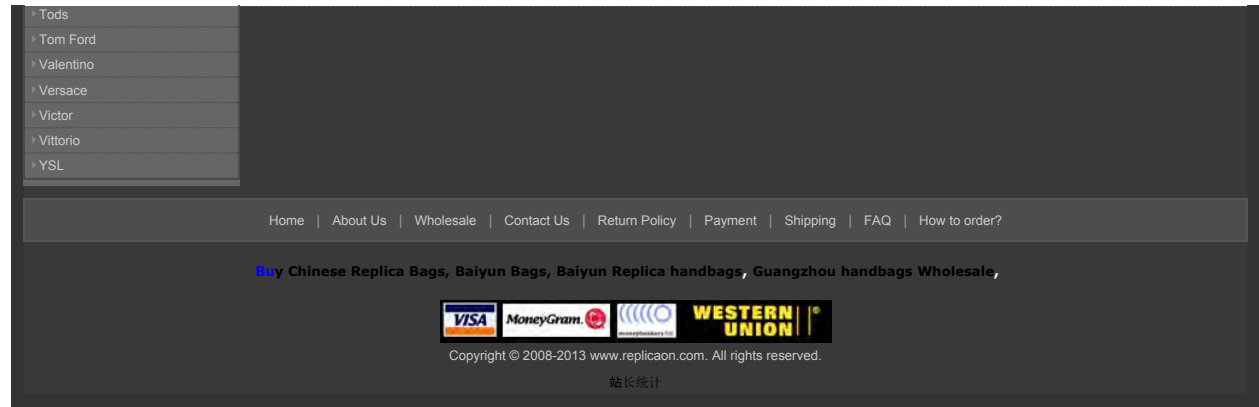 Tods
Tom Ford
Valentino
Versace
Victor
Vittorio
YSL
Home | About Us | Wholesale | Contact Us | Return Policy | Payment | Shipping | FAQ | How to order?
Buy Chinese Replica Bags, Baiyun Bags, Baiyun Replica handbags, Guangzhou handbags Wholesale,
VISA MoneyGram. moneybookers WESTERN UNION
Copyright © 2008-2013 www.replicaon.com. All rights reserved.
站长统计